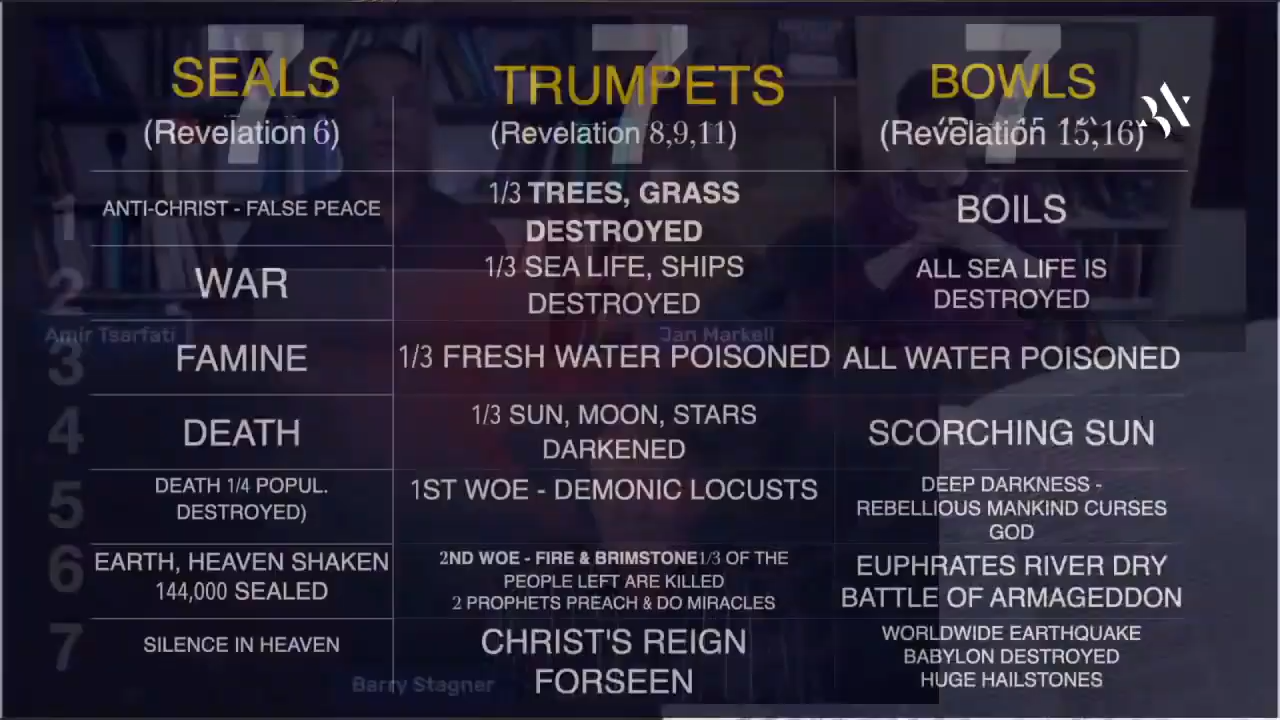 7 7 7
SEALS TRUMPETS BOWLS
(Revelation 6) (Revelation 8,9,11) (Revelation 15,16)
1 ANTI-CHRIST - FALSE PEACE
1/3 TREES, GRASS
DESTROYED
BOILS
2 WAR
1/3 SEA LIFE, SHIPS
DESTROYED
ALL SEA LIFE IS
DESTROYED
Amir Tsarfati
Jan Markell
3 FAMINE
1/3 FRESH WATER POISONED
ALL WATER POISONED
4 DEATH
1/3 SUN, MOON, STARS
DARKENED
SCORCHING SUN
5 DEATH 1/4 POPUL.
DESTROYED)
1ST WOE - DEMONIC LOCUSTS
DEEP DARKNESS -
REBELLIOUS MANKIND CURSES
GOD
6 EARTH, HEAVEN SHAKEN
144,000 SEALED
2ND WOE - FIRE & BRIMSTONE1/3 OF THE
PEOPLE LEFT ARE KILLED
2 PROPHETS PREACH & DO MIRACLES
EUPHRATES RIVER DRY
BATTLE OF ARMAGEDDON
7 SILENCE IN HEAVEN
CHRIST'S REIGN
FORSEEN
WORLDWIDE EARTHQUAKE
BABYLON DESTROYED
HUGE HAILSTONES
Barry Stagner